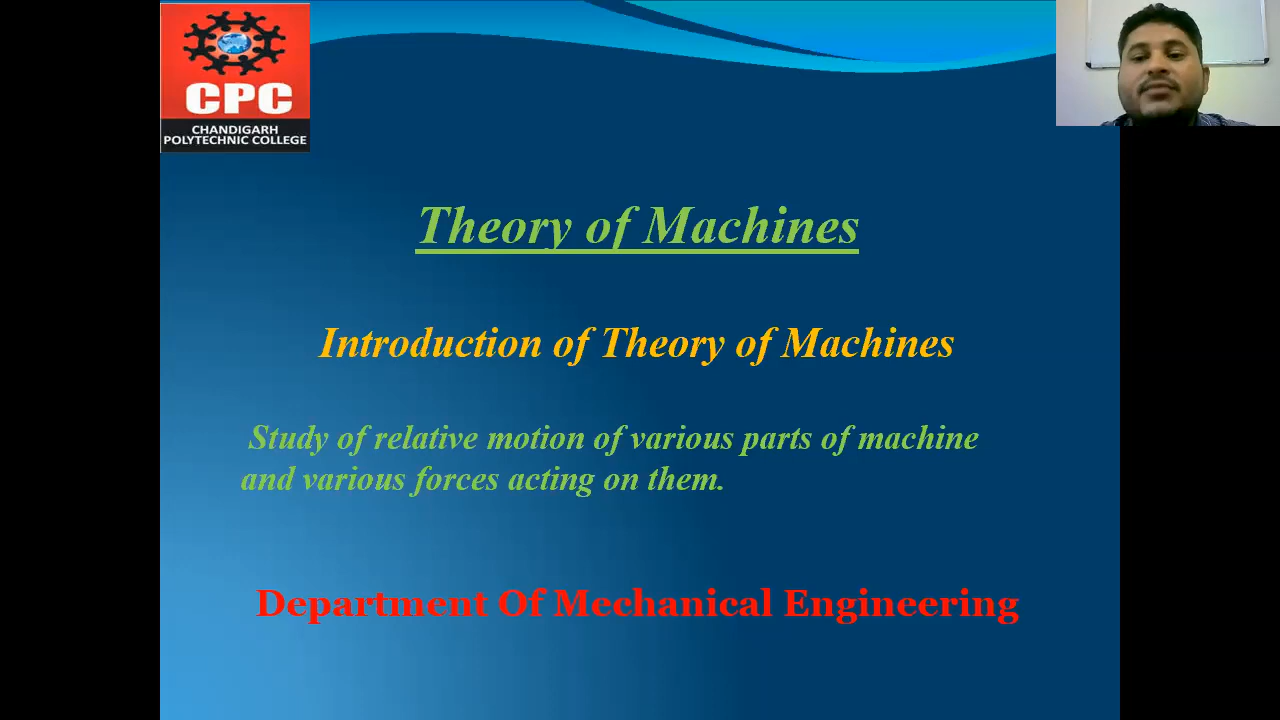 CPC
CHANDIGARH
POLYTECHNIC COLLEGE
Theory of Machines
Introduction of Theory of Machines
Study of relative motion of various parts of machine
and various forces acting on them.
Department Of Mechanical Engineering